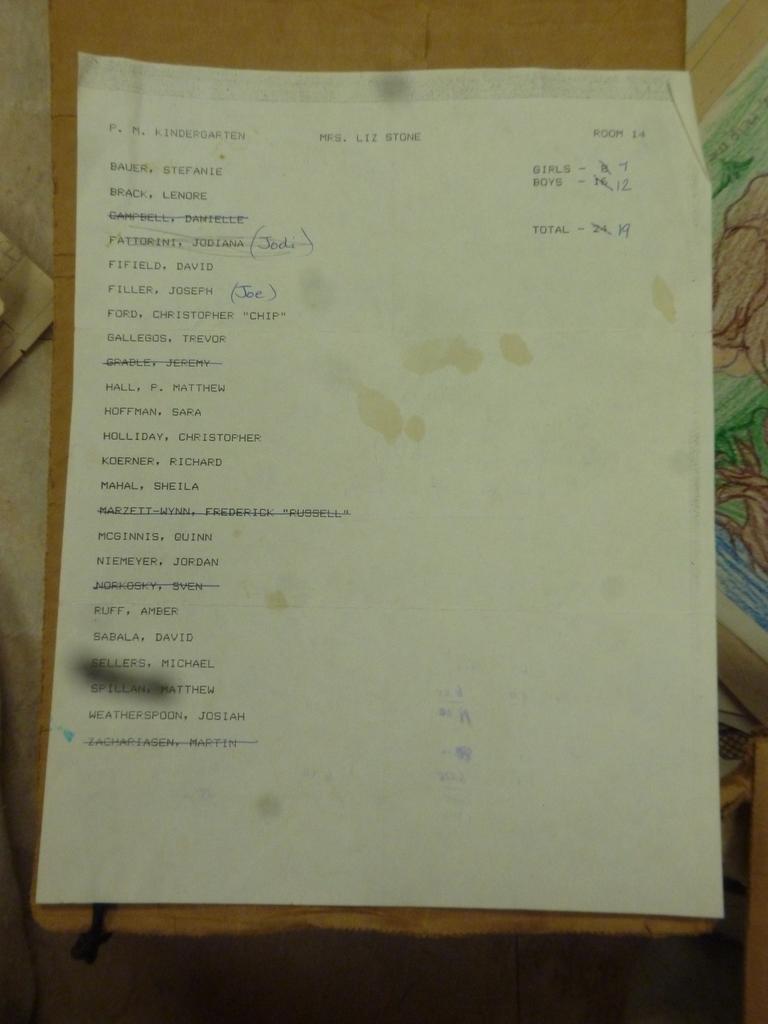 P. M. KINDERGARTEN MRS. LIZ STONE ROOM 14
BAUER, STEFANIE GIRLS - 8 7
BRACK, LENORE BOYS - 16 12
CAMPBELL, DANIELLE
FATTORINI, JODIANA (Jodi) TOTAL - 24 19
FIFIELD, DAVID
FILLER, JOSEPH (Joe)
FORD, CHRISTOPHER "CHIP"
GALLEGOS, TREVOR
GRABLE, JEREMY
HALL, P. MATTHEW
HOFFMAN, SARA
HOLLIDAY, CHRISTOPHER
KOERNER, RICHARD
MAHAL, SHEILA
MARZETT-WYNN, FREDERICK "RUSSELL"
MCGINNIS, QUINN
NIEMEYER, JORDAN
NORKOSKY, SVEN
RUFF, AMBER
SABALA, DAVID
SELLERS, MICHAEL
SPILLAN, MATTHEW
WEATHERSPOON, JOSIAH
ZACHARIASEN, MARTIN